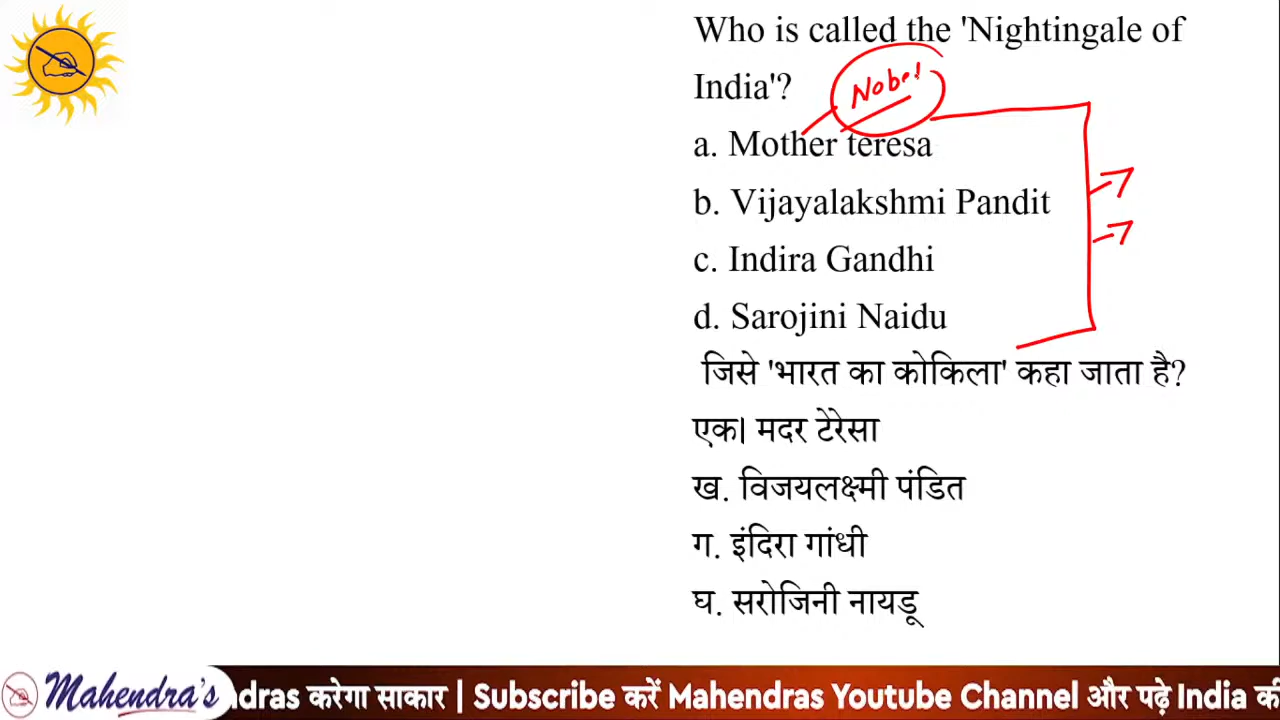 Who is called the 'Nightingale of
India'?
Nobel
a. Mother teresa
b. Vijayalakshmi Pandit
c. Indira Gandhi
d. Sarojini Naidu
जिसे 'भारत का कोकिला' कहा जाता है?
एक। मदर टेरेसा
ख. विजयलक्ष्मी पंडित
ग. इंदिरा गांधी
घ. सरोजिनी नायडू
Mahendra's
ndras करेगा साकार | Subscribe करें Mahendras Youtube Channel और पढ़े India की